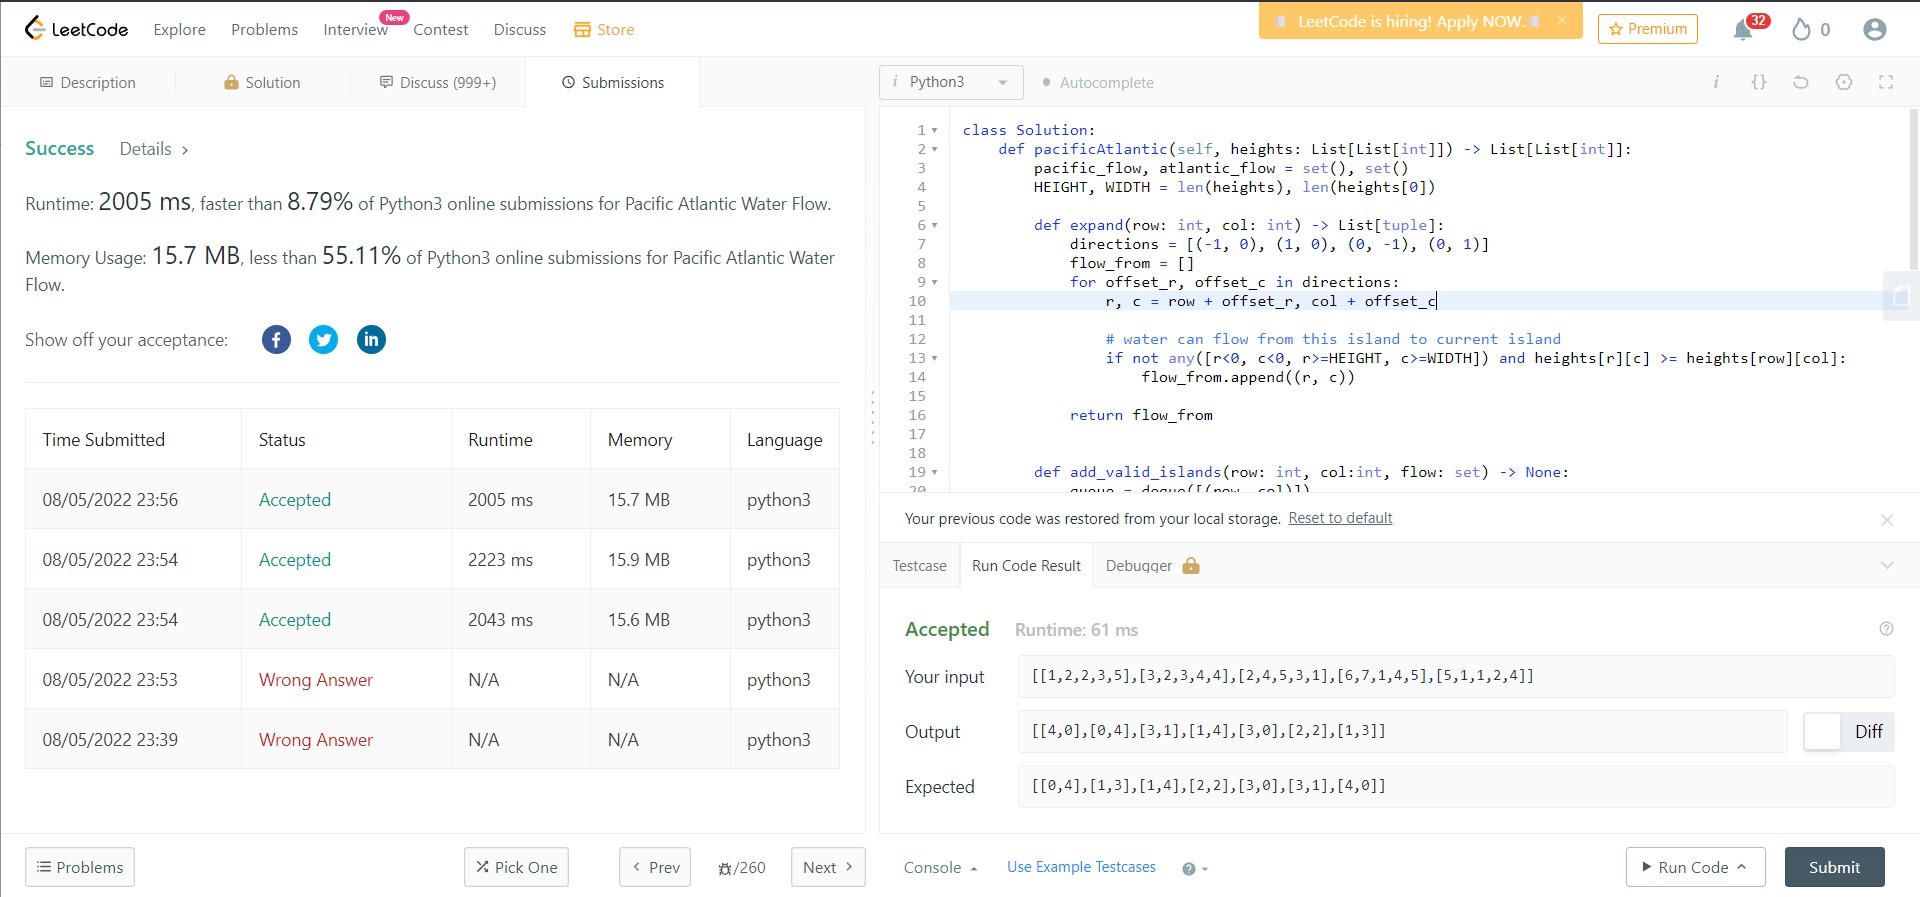 LeetCode Explore Problems Interview New Contest Discuss Store LeetCode is hiring! Apply NOW. × Premium 32 0
Description Solution Discuss (999+) Submissions
Success Details >
Runtime: 2005 ms, faster than 8.79% of Python3 online submissions for Pacific Atlantic Water Flow.
Memory Usage: 15.7 MB, less than 55.11% of Python3 online submissions for Pacific Atlantic Water
Flow.
Show off your acceptance:
Time Submitted Status Runtime Memory Language
08/05/2022 23:56 Accepted 2005 ms 15.7 MB python3
08/05/2022 23:54 Accepted 2223 ms 15.9 MB python3
08/05/2022 23:54 Accepted 2043 ms 15.6 MB python3
08/05/2022 23:53 Wrong Answer N/A N/A python3
08/05/2022 23:39 Wrong Answer N/A N/A python3
Problems Pick One < Prev /260 Next >
i Python3 Autocomplete i {}
1 class Solution:
2 def pacificAtlantic(self, heights: List[List[int]]) -> List[List[int]]:
3 pacific_flow, atlantic_flow = set(), set()
4 HEIGHT, WIDTH = len(heights), len(heights[0])
5
6 def expand(row: int, col: int) -> List[tuple]:
7 directions = [(-1, 0), (1, 0), (0, -1), (0, 1)]
8 flow_from = []
9 for offset_r, offset_c in directions:
10 r, c = row + offset_r, col + offset_c
11
12 # water can flow from this island to current island
13 if not any([r<0, c<0, r>=HEIGHT, c>=WIDTH]) and heights[r][c] >= heights[row][col]:
14 flow_from.append((r, c))
15
16 return flow_from
17
18
19 def add_valid_islands(row: int, col:int, flow: set) -> None:
20 queue = deque([(row, col)])
Your previous code was restored from your local storage. Reset to default
Testcase Run Code Result Debugger
Accepted Runtime: 61 ms
Your input [[1,2,2,3,5],[3,2,3,4,4],[2,4,5,3,1],[6,7,1,4,5],[5,1,1,2,4]]
Output [[4,0],[0,4],[3,1],[1,4],[3,0],[2,2],[1,3]] Diff
Expected [[0,4],[1,3],[1,4],[2,2],[3,0],[3,1],[4,0]]
Console Use Example Testcases Run Code Submit